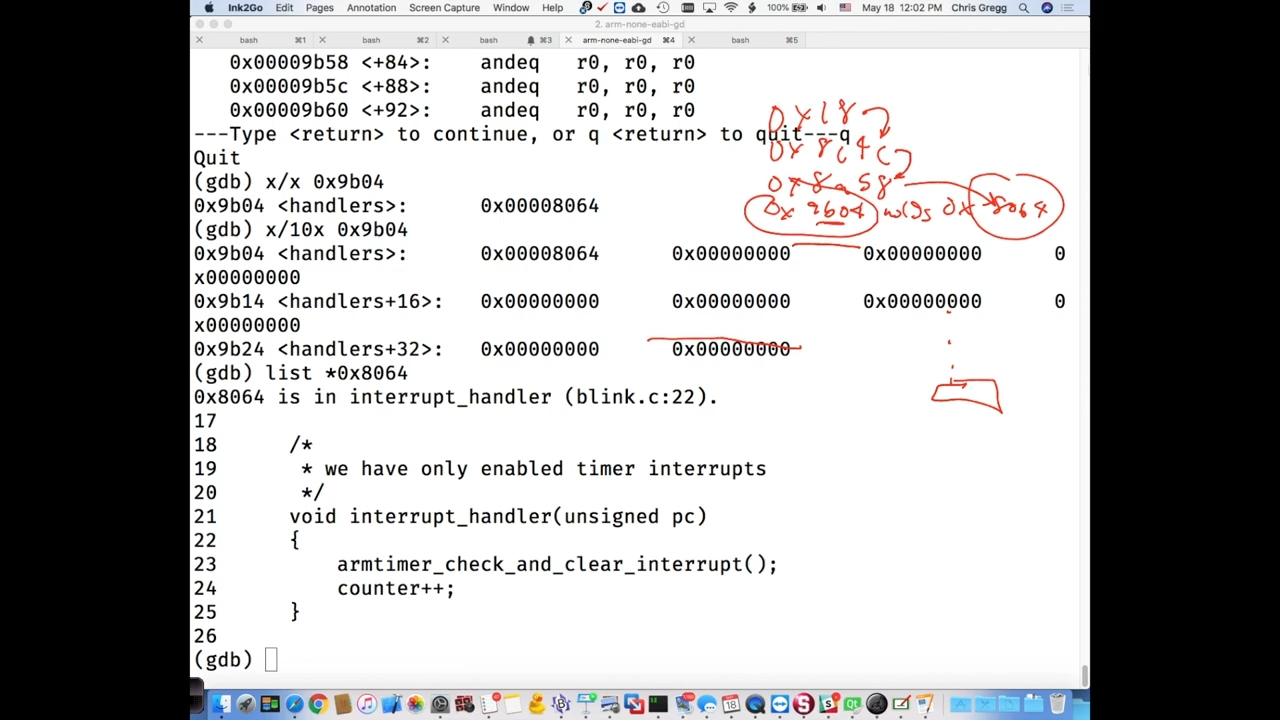 Ink2Go Edit Pages Annotation Screen Capture Window Help 100% May 18 12:02 PM Chris Gregg
2. arm-none-eabi-gd
bash ⌘1 bash ⌘2 bash ⌘3 arm-none-eabi-gd ⌘4 bash ⌘5
0x00009b58 <+84>: andeq r0, r0, r0
0x00009b5c <+88>: andeq r0, r0, r0
0x00009b60 <+92>: andeq r0, r0, r0
0x18
---Type <return> to continue, or q <return> to quit---q
0x8c4c
Quit
(gdb) x/x 0x9b04
0x8a58
0x9b04 <handlers>: 0x00008064
0x9b04 holds 0x8064
(gdb) x/10x 0x9b04
0x9b04 <handlers>: 0x00008064 0x00000000 0x00000000 0
x00000000
0x9b14 <handlers+16>: 0x00000000 0x00000000 0x00000000 0
x00000000
0x9b24 <handlers+32>: 0x00000000 0x00000000
(gdb) list *0x8064
0x8064 is in interrupt_handler (blink.c:22).
17
18 /*
19 * we have only enabled timer interrupts
20 */
21 void interrupt_handler(unsigned pc)
22 {
23 armtimer_check_and_clear_interrupt();
24 counter++;
25 }
26
(gdb)